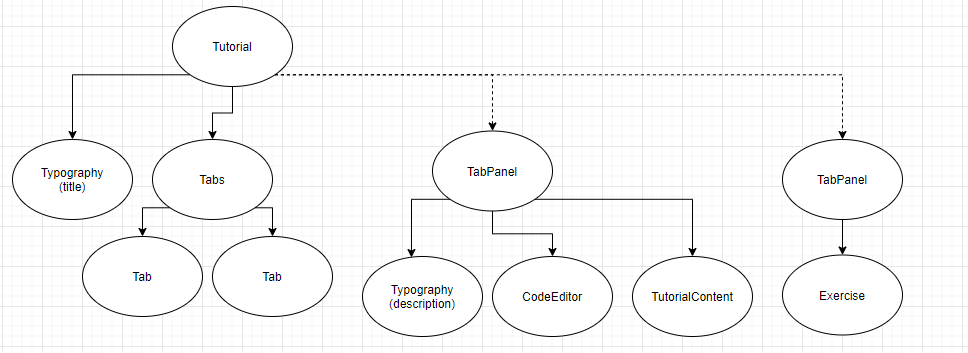 Tutorial
Typography
(title)
Tabs
TabPanel
TabPanel
Tab
Tab
Typography
(description)
CodeEditor
TutorialContent
Exercise